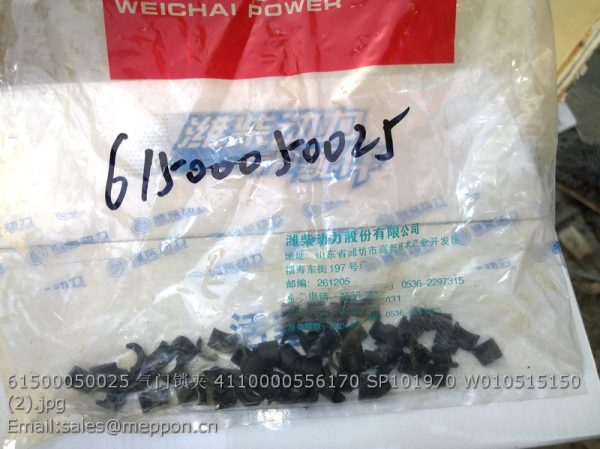 WEICHAI POWER
潍柴动力
61500050025
潍柴动力股份有限公司
地址：山东省潍坊市高新技术产业开发区
福寿东街197号
邮编：261205
电话： 0536-2297315
61500050025 气门锁夹 4110000556170 SP101970 W010515150
(2).jpg
Email:sales@meppon.cn